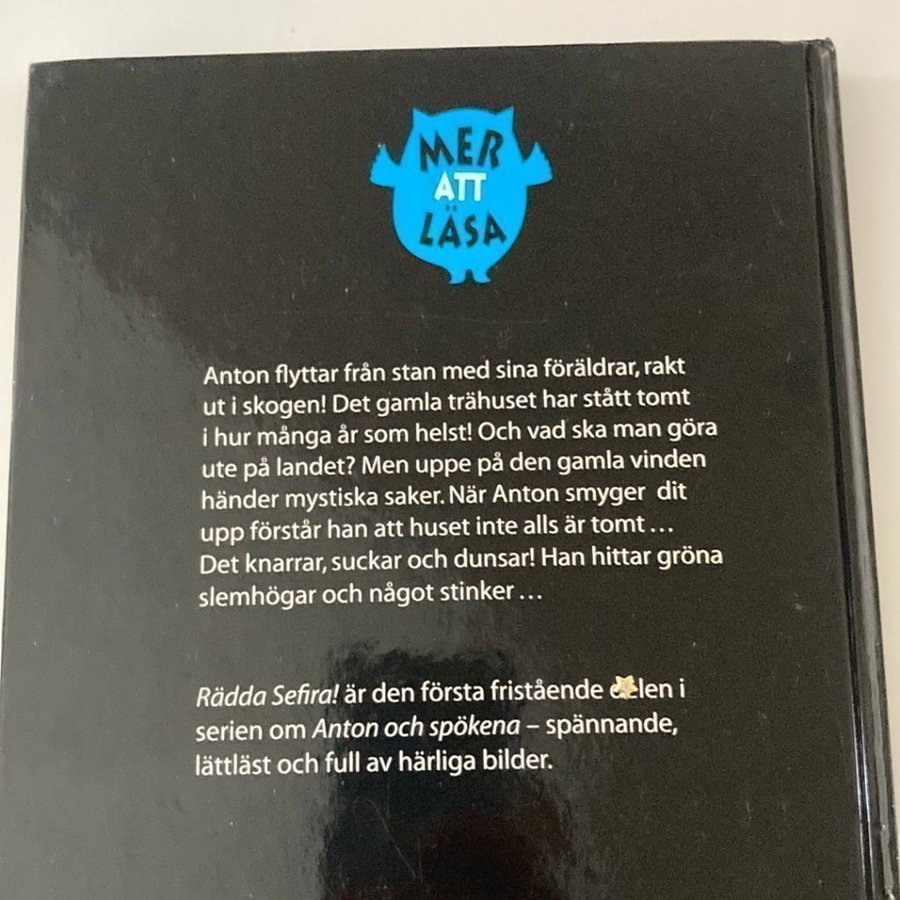 MER
ATT
LÄSA
Anton flyttar från stan med sina föräldrar, rakt
ut i skogen! Det gamla trähuset har stått tomt
i hur många år som helst! Och vad ska man göra
ute på landet? Men uppe på den gamla vinden
händer mystiska saker. När Anton smyger dit
upp förstår han att huset inte alls är tomt ...
Det knarrar, suckar och dunsar! Han hittar gröna
slemhögar och något stinker ...
Rädda Sefira! är den första fristående delen i
serien om Anton och spökena – spännande,
lättläst och full av härliga bilder.